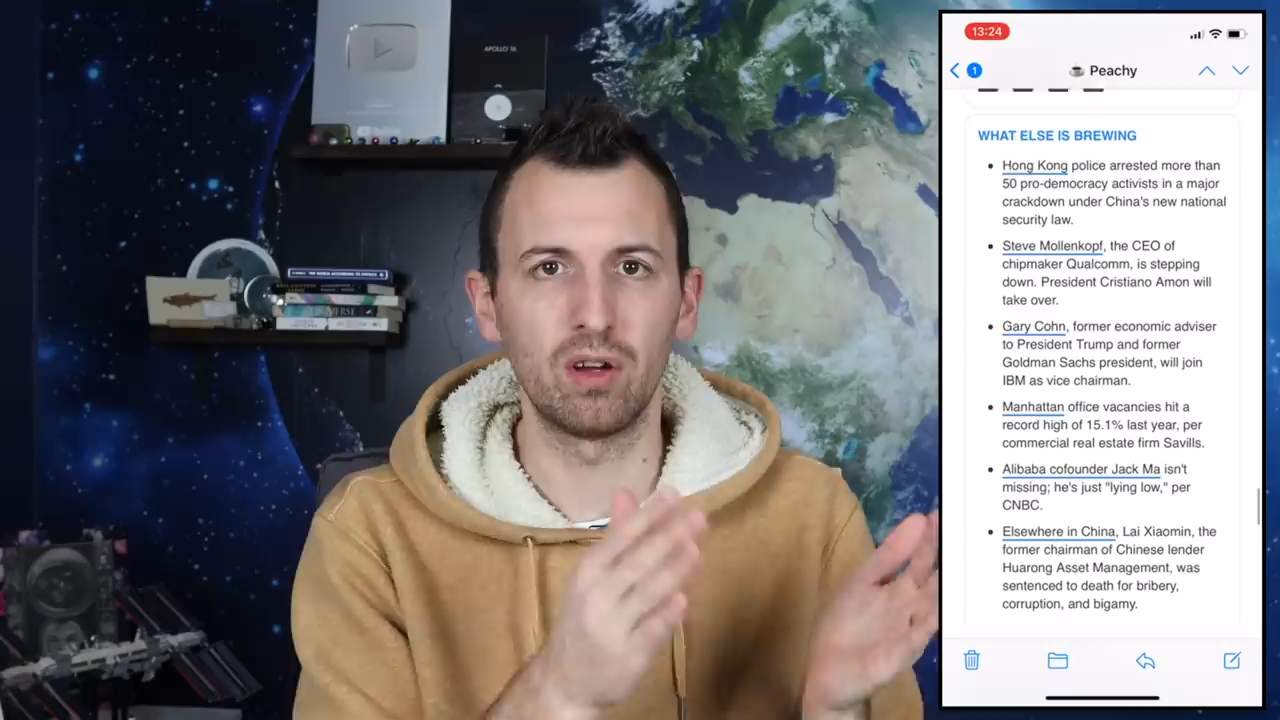 APOLLO 16
13:24
1
☕ Peachy
WHAT ELSE IS BREWING
• Hong Kong police arrested more than
50 pro-democracy activists in a major
crackdown under China's new national
security law.
• Steve Mollenkopf, the CEO of
chipmaker Qualcomm, is stepping
down. President Cristiano Amon will
take over.
• Gary Cohn, former economic adviser
to President Trump and former
Goldman Sachs president, will join
IBM as vice chairman.
• Manhattan office vacancies hit a
record high of 15.1% last year, per
commercial real estate firm Savills.
• Alibaba cofounder Jack Ma isn't
missing; he's just "lying low," per
CNBC.
• Elsewhere in China, Lai Xiaomin, the
former chairman of Chinese lender
Huarong Asset Management, was
sentenced to death for bribery,
corruption, and bigamy.